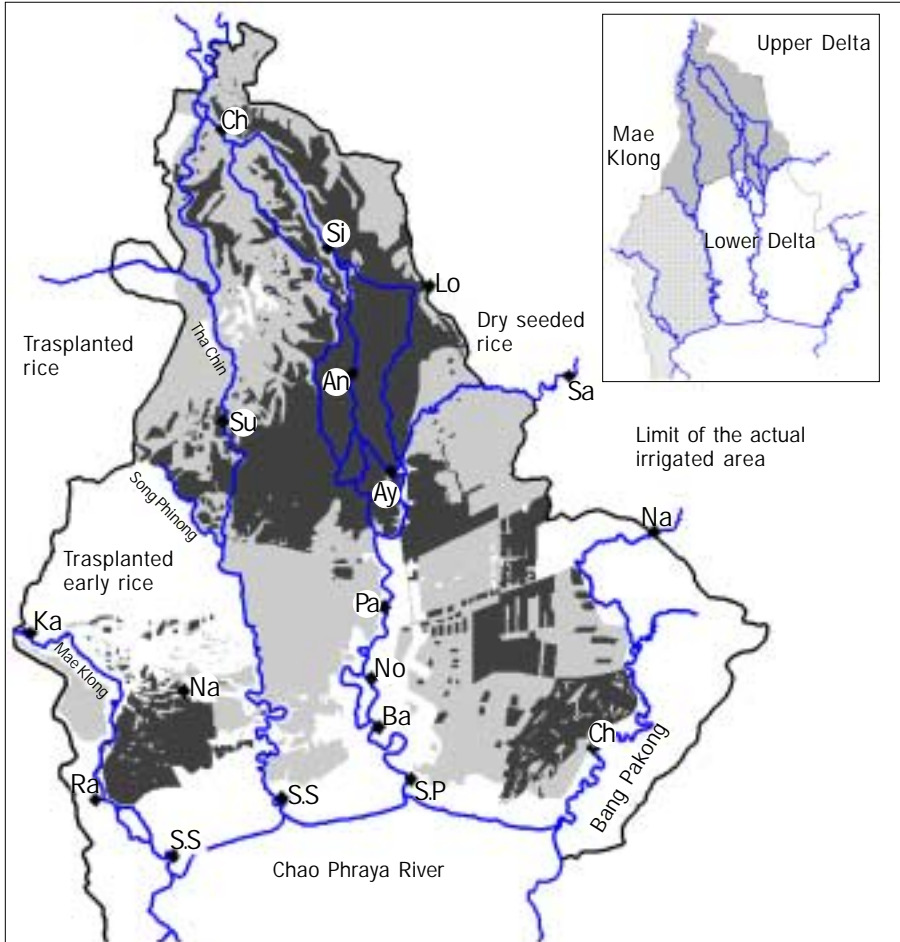 Upper Delta
Mae
Klong
Lower Delta
Ch
Si
Lo
Trasplanted
rice
Tha Chin
Dry seeded
rice
An
Sa
Su
Limit of the actual
irrigated area
Ay
Song Phinong
Na
Trasplanted
early rice
Pa
Ka
Mae Klong
Na
No
Ba
Ch
Bang Pakong
Ra
S.S
S.P
S.S
Chao Phraya River